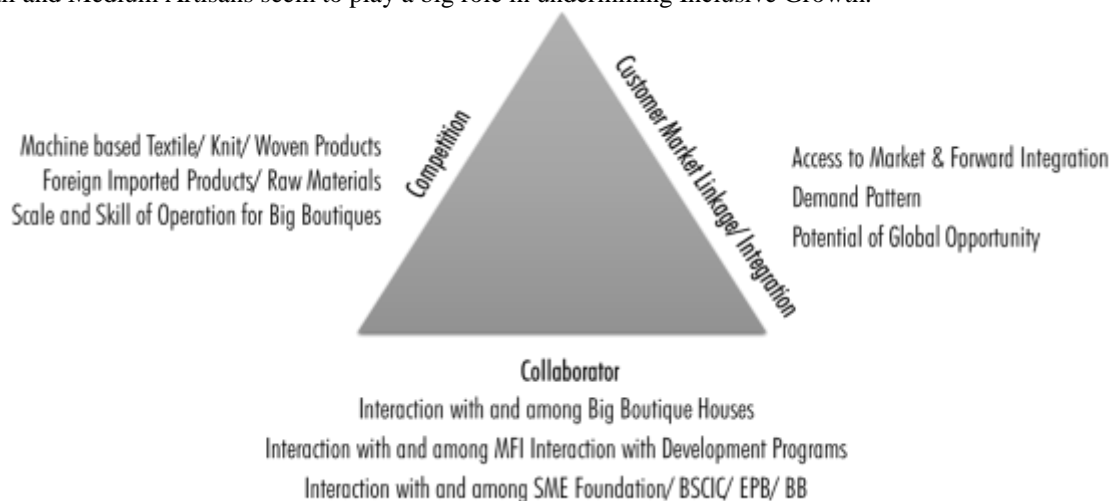 and Medium Artisans seem to play a big role in undermining Inclusive Growth.
Competition
Machine based Textile/ Knit/ Woven Products
Foreign Imported Products/ Raw Materials
Scale and Skill of Operation for Big Boutiques
Customer Market Linkage/ Integration
Access to Market & Forward Integration
Demand Pattern
Potential of Global Opportunity
Collaborator
Interaction with and among Big Boutique Houses
Interaction with and among MFI Interaction with Development Programs
Interaction with and among SME Foundation/ BSCIC/ EPB/ BB